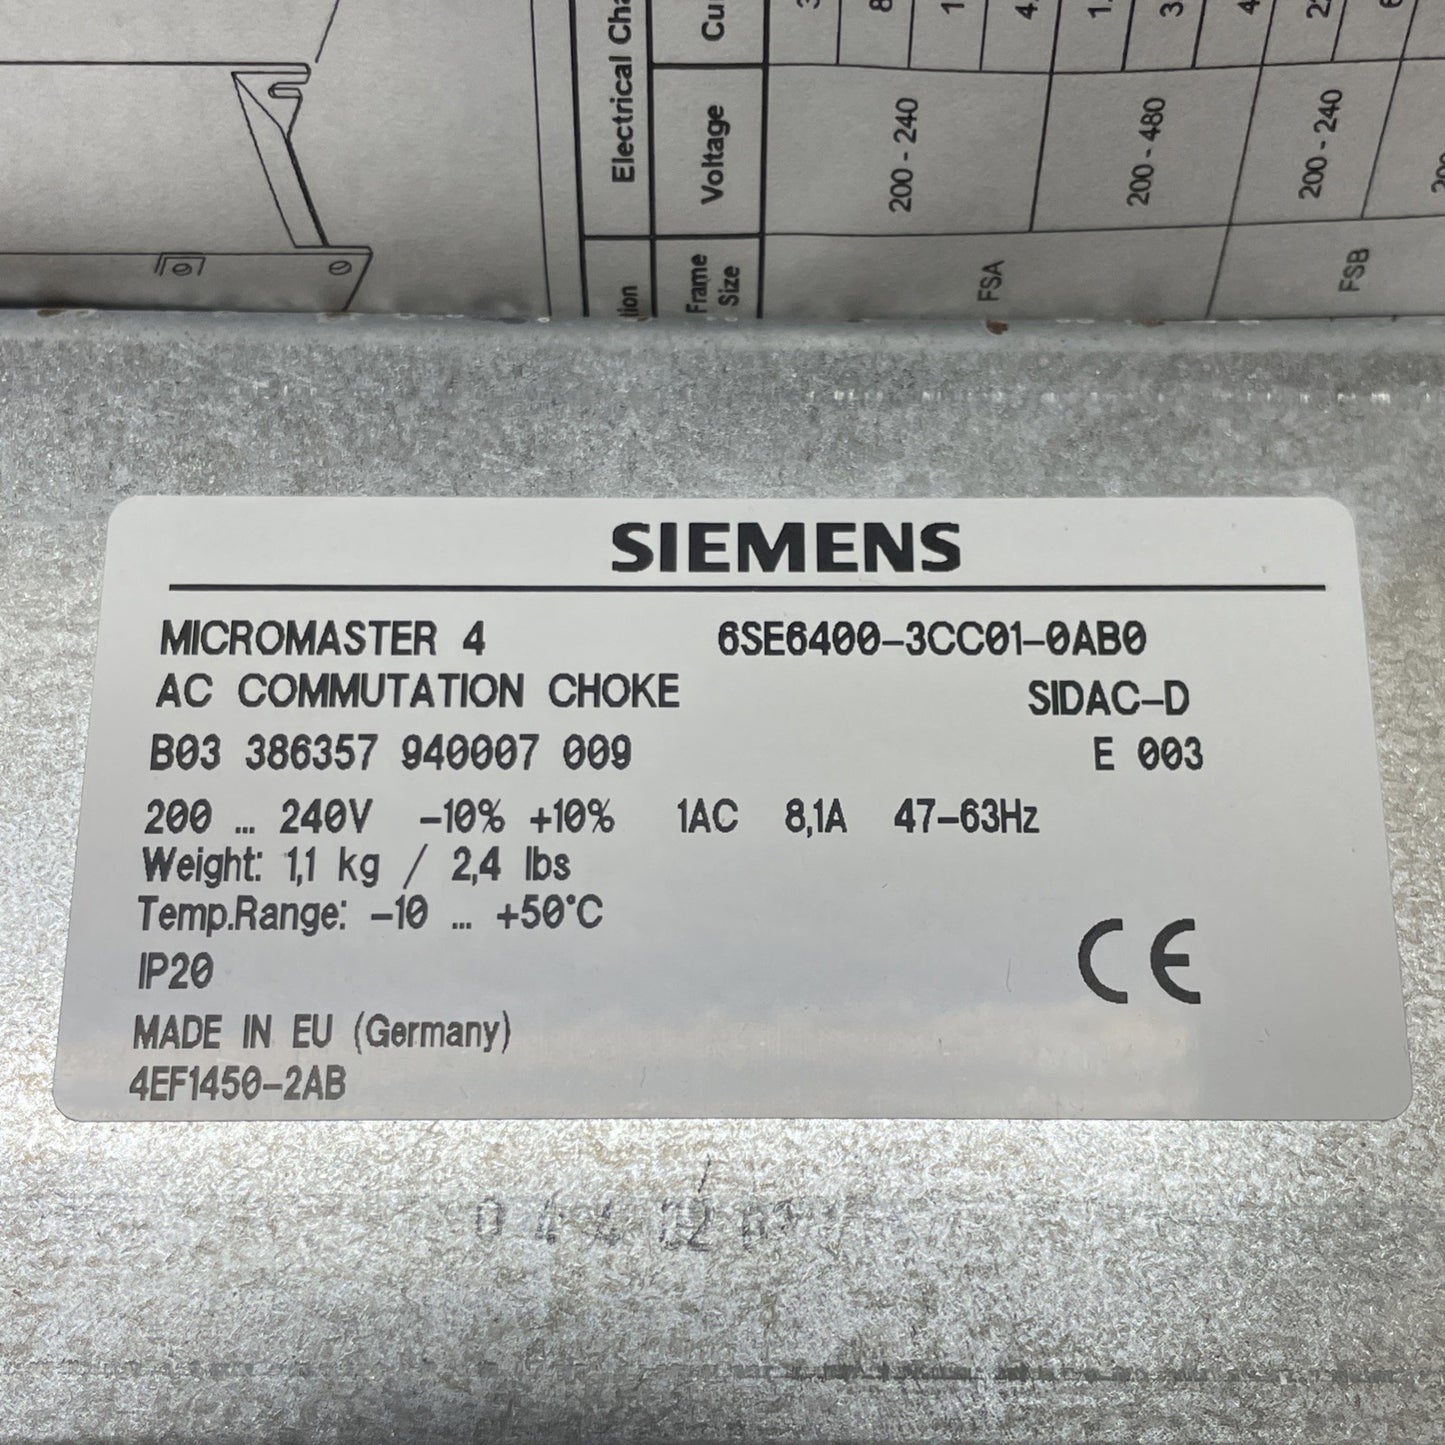 Electrical Cha
Voltage
Cu
200 - 240
200 - 480
200 - 240
Frame
Size
FSA
FSB
tion
SIEMENS
MICROMASTER 4 6SE6400-3CC01-0AB0
AC COMMUTATION CHOKE SIDAC-D
B03 386357 940007 009 E 003
200 ... 240V -10% +10% 1AC 8,1A 47-63Hz
Weight: 1,1 kg / 2,4 lbs
Temp.Range: -10 ... +50°C
IP20
CE
MADE IN EU (Germany)
4EF1450-2AB